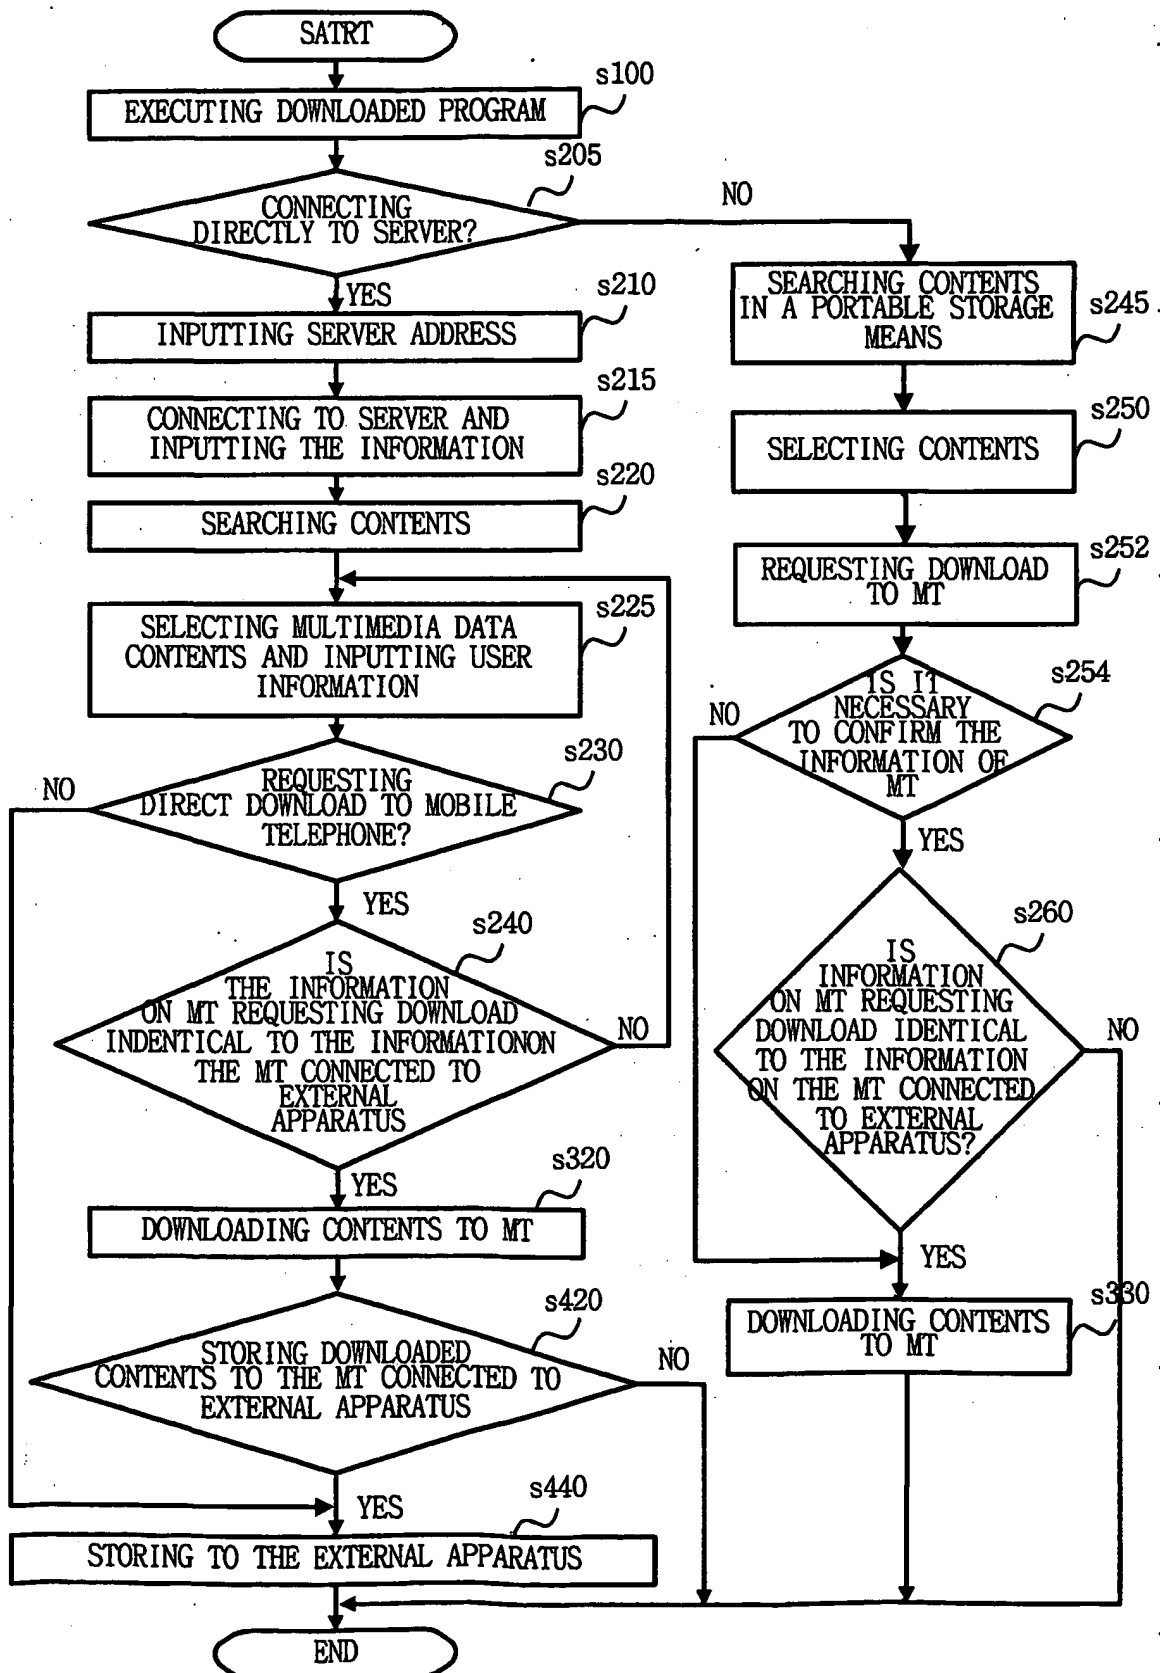 SATRT
s100
EXECUTING DOWNLOADED PROGRAM
s205
CONNECTING
DIRECTLY TO SERVER?
NO
YES
s210
INPUTTING SERVER ADDRESS
s215
CONNECTING TO SERVER AND
INPUTTING THE INFORMATION
s220
SEARCHING CONTENTS
s225
SELECTING MULTIMEDIA DATA
CONTENTS AND INPUTTING USER
INFORMATION
s230
NO
REQUESTING
DIRECT DOWNLOAD TO MOBILE
TELEPHONE?
YES
s240
IS
THE INFORMATION
ON MT REQUESTING DOWNLOAD
INDENTICAL TO THE INFORMATIONON
THE MT CONNECTED TO
EXTERNAL
APPARATUS
NO
YES
s320
DOWNLOADING CONTENTS TO MT
s420
STORING DOWNLOADED
CONTENTS TO THE MT CONNECTED TO
EXTERNAL APPARATUS
NO
YES
s440
STORING TO THE EXTERNAL APPARATUS
END
SEARCHING CONTENTS
IN A PORTABLE STORAGE
MEANS
s245
s250
SELECTING CONTENTS
s252
REQUESTING DOWNLOAD
TO MT
s254
NO
IS IT
NECESSARY
TO CONFIRM THE
INFORMATION OF
MT
YES
s260
IS
INFORMATION
ON MT REQUESTING
DOWNLOAD IDENTICAL
TO THE INFORMATION
ON THE MT CONNECTED
TO EXTERNAL
APPARATUS?
NO
YES
s330
DOWNLOADING CONTENTS
TO MT